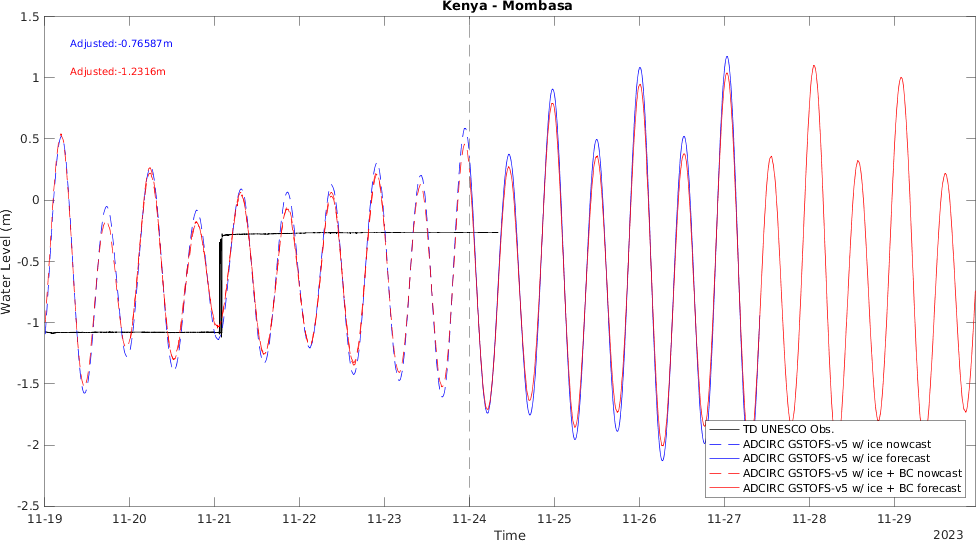 Kenya - Mombasa
Adjusted:-0.76587m
Adjusted:-1.2316m
1.5
1
0.5
0
-0.5
-1
-1.5
-2
-2.5
Water Level (m)
TD UNESCO Obs.
ADCIRC GSTOFS-v5 w/ ice nowcast
ADCIRC GSTOFS-v5 w/ ice forecast
ADCIRC GSTOFS-v5 w/ ice + BC nowcast
ADCIRC GSTOFS-v5 w/ ice + BC forecast
11-19 11-20 11-21 11-22 11-23 11-24 11-25 11-26 11-27 11-28 11-29
Time
2023